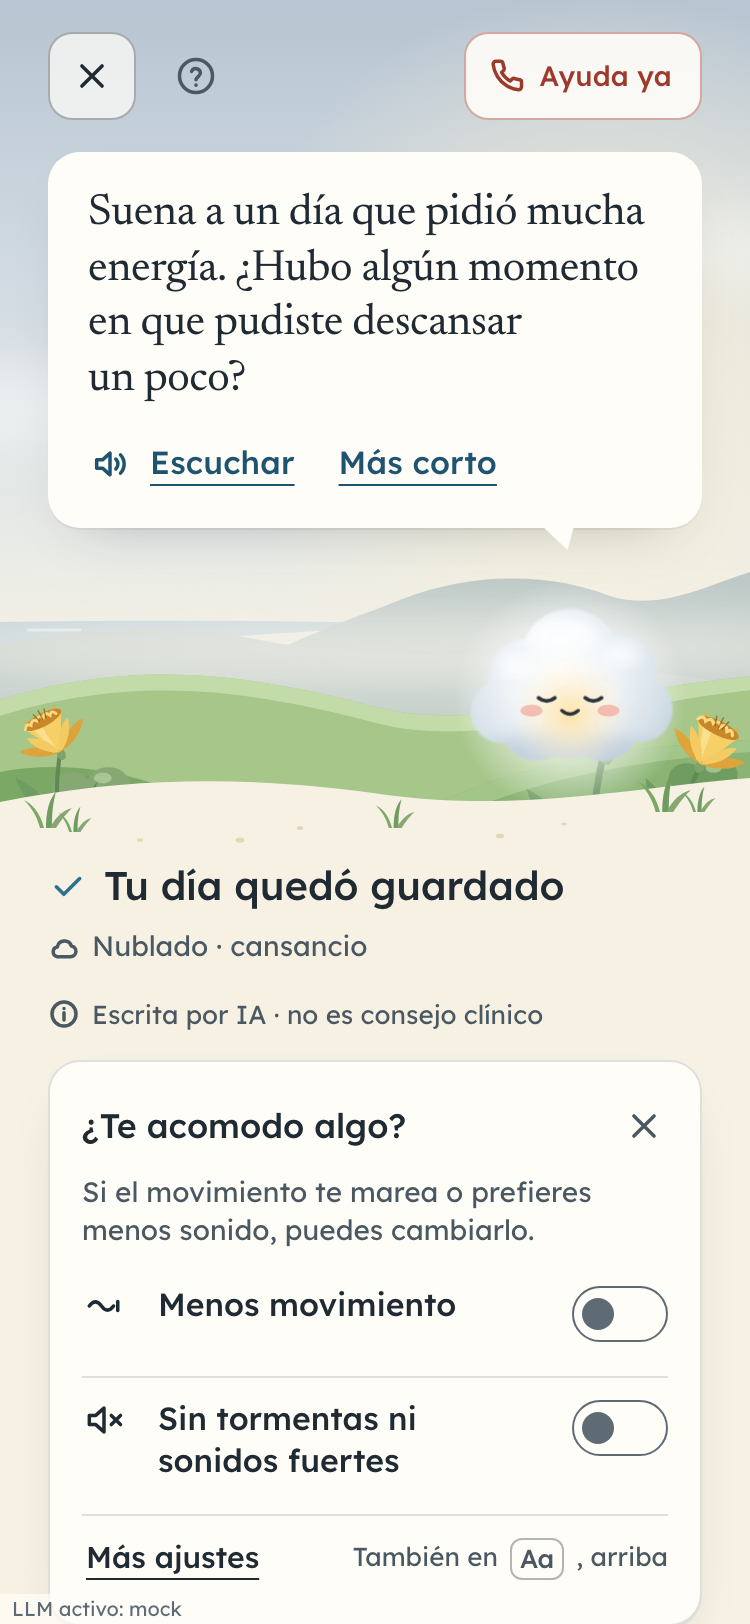 Ayuda ya
Suena a un día que pidió mucha
energía. ¿Hubo algún momento
en que pudiste descansar
un poco?
Escuchar Más corto
Tu día quedó guardado
Nublado · cansancio
Escrita por IA · no es consejo clínico
¿Te acomodo algo?
Si el movimiento te marea o prefieres
menos sonido, puedes cambiarlo.
Menos movimiento
Sin tormentas ni
sonidos fuertes
Más ajustes También en Aa , arriba
LLM activo: mock